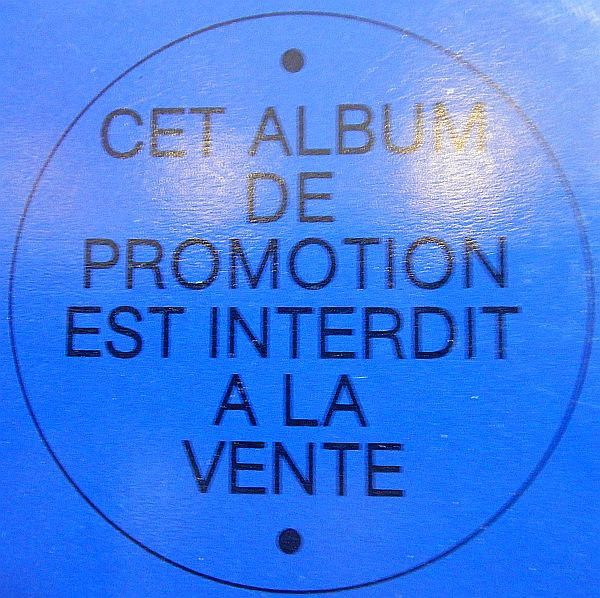 CET ALBUM
DE
PROMOTION
EST INTERDIT
A LA
VENTE